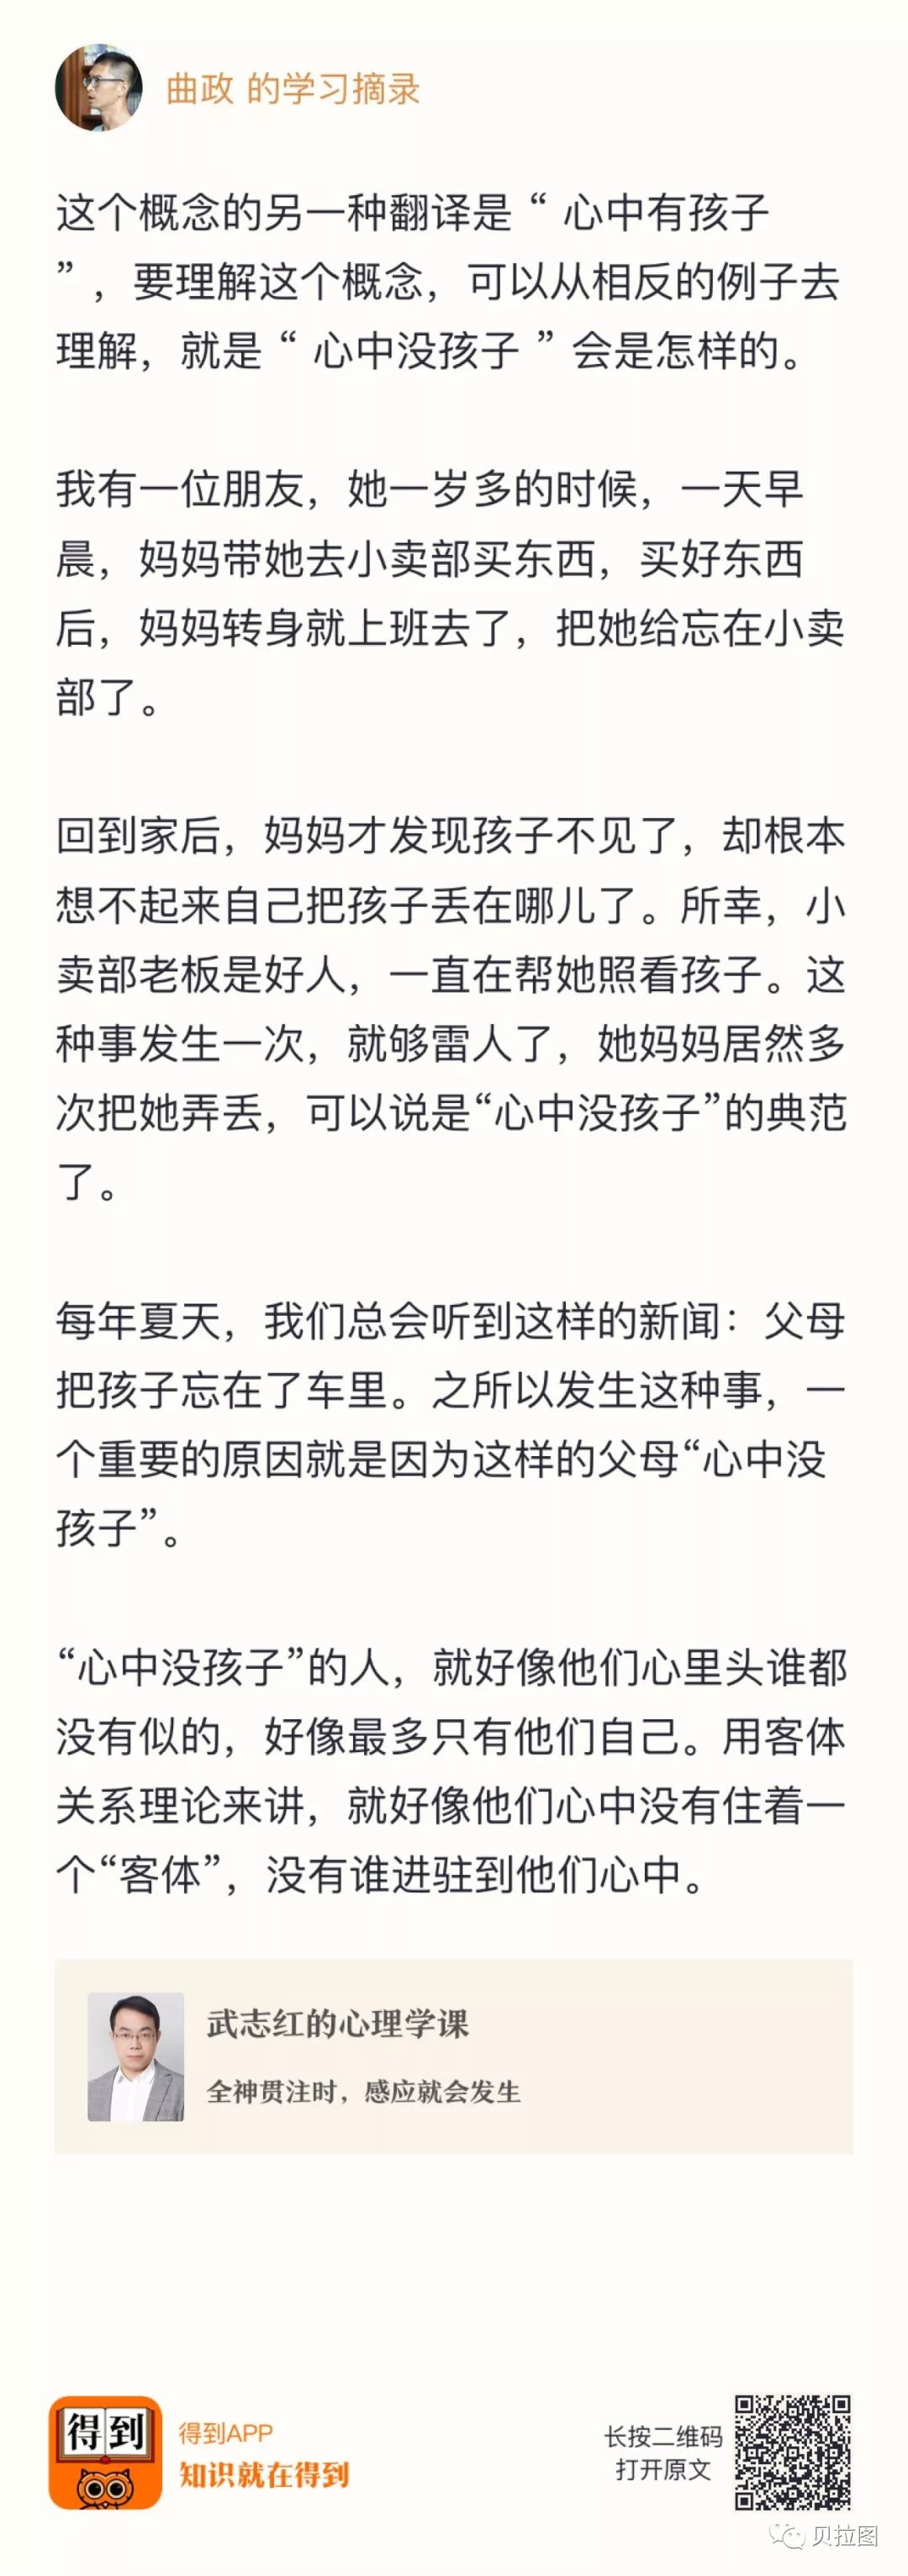 曲政 的学习摘录
这个概念的另一种翻译是 “ 心中有孩子
”，要理解这个概念，可以从相反的例子去
理解，就是 “ 心中没孩子 ” 会是怎样的。
我有一位朋友，她一岁多的时候，一天早
晨，妈妈带她去小卖部买东西，买好东西
后，妈妈转身就上班去了，把她给忘在小卖
部了。
回到家后，妈妈才发现孩子不见了，却根本
想不起来自己把孩子丢在哪儿了。所幸，小
卖部老板是好人，一直在帮她照看孩子。这
种事发生一次，就够雷人了，她妈妈居然多
次把她弄丢，可以说是“心中没孩子”的典范
了。
每年夏天，我们总会听到这样的新闻：父母
把孩子忘在了车里。之所以发生这种事，一
个重要的原因就是因为这样的父母“心中没
孩子”。
“心中没孩子”的人，就好像他们心里头谁都
没有似的，好像最多只有他们自己。用客体
关系理论来讲，就好像他们心中没有住着一
个“客体”，没有谁进驻到他们心中。
武志红的心理学课
全神贯注时，感应就会发生
得到
得到APP
知识就在得到
长按二维码
打开原文
贝拉图